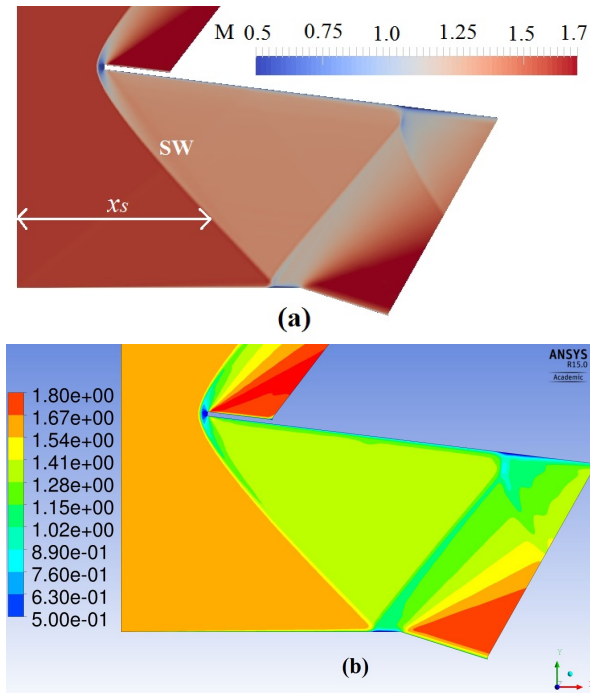 M 0.5 0.75 1.0 1.25 1.5 1.7
SW
xs
(a)
ANSYS
R15.0
Academic
1.80e+00
1.67e+00
1.54e+00
1.41e+00
1.28e+00
1.15e+00
1.02e+00
8.90e-01
7.60e-01
6.30e-01
5.00e-01
(b)
Y
Z
X